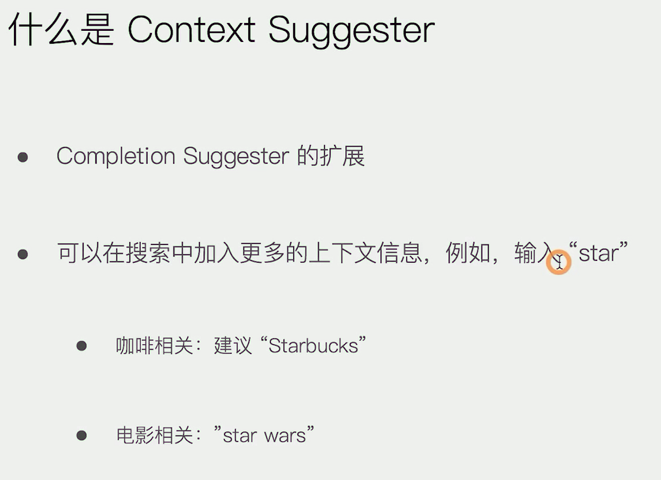 什么是 Context Suggester
Completion Suggester 的扩展
可以在搜索中加入更多的上下文信息，例如，输入 “star”
咖啡相关：建议 “Starbucks”
电影相关：”star wars”